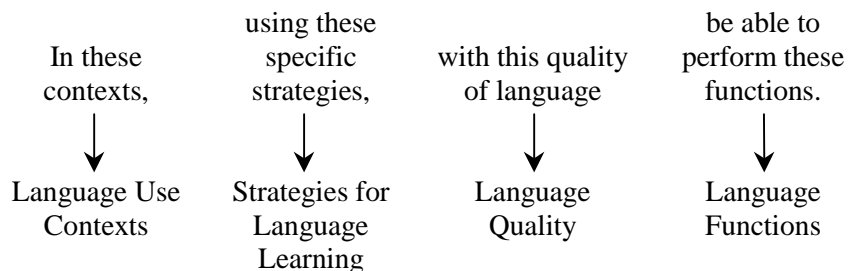 In these
contexts,
using these
specific
strategies,
with this quality
of language
be able to
perform these
functions.
Language Use
Contexts
Strategies for
Language
Learning
Language
Quality
Language
Functions